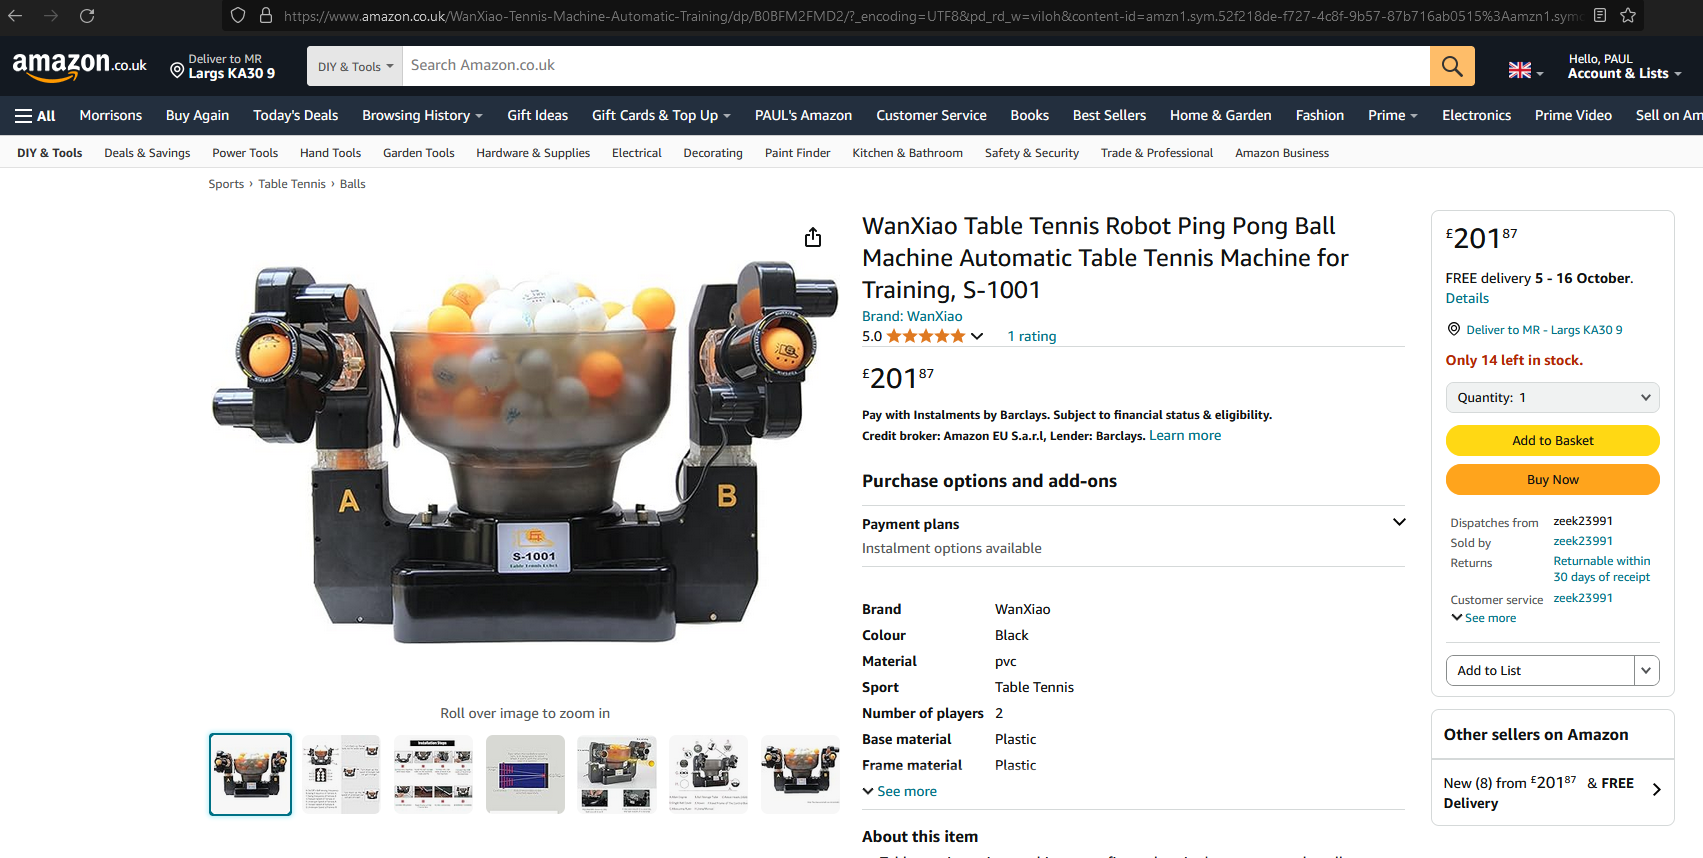 https://www.amazon.co.uk/WanXiao-Tennis-Machine-Automatic-Training/dp/B0BFM2FMD2/?_encoding=UTF8&pd_rd_w=viIoh&content-id=amzn1.sym.52f218de-f727-4c8f-9b57-87b716ab0515%3Aamzn1.symc
amazon.co.uk
Deliver to MR
Largs KA30 9
DIY & Tools
Search Amazon.co.uk
Hello, PAUL
Account & Lists
All Morrisons Buy Again Today's Deals Browsing History Gift Ideas Gift Cards & Top Up PAUL's Amazon Customer Service Books Best Sellers Home & Garden Fashion Prime Electronics Prime Video Sell on Am
DIY & Tools Deals & Savings Power Tools Hand Tools Garden Tools Hardware & Supplies Electrical Decorating Paint Finder Kitchen & Bathroom Safety & Security Trade & Professional Amazon Business
Sports › Table Tennis › Balls
A
B
S-1001
Table Tennis Robot
Roll over image to zoom in
Installation Steps
WanXiao Table Tennis Robot Ping Pong Ball
Machine Automatic Table Tennis Machine for
Training, S-1001
Brand: WanXiao
5.0 1 rating
£201 87
Pay with Instalments by Barclays. Subject to financial status & eligibility.
Credit broker: Amazon EU S.a.r.l, Lender: Barclays. Learn more
Purchase options and add-ons
Payment plans
Instalment options available
Brand WanXiao
Colour Black
Material pvc
Sport Table Tennis
Number of players 2
Base material Plastic
Frame material Plastic
See more
About this item
£201 87
FREE delivery 5 - 16 October.
Details
Deliver to MR - Largs KA30 9
Only 14 left in stock.
Quantity: 1
Add to Basket
Buy Now
Dispatches from zeek23991
Sold by zeek23991
Returns Returnable within
30 days of receipt
Customer service zeek23991
See more
Add to List
Other sellers on Amazon
New (8) from £201 87 & FREE
Delivery